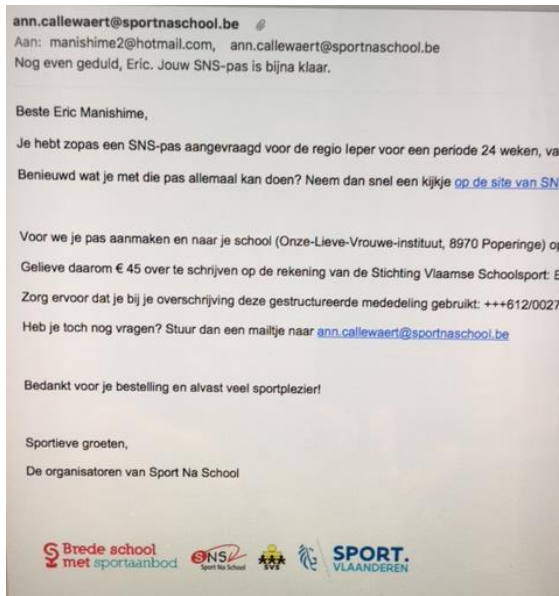 ann.callewaert@sportnaschool.be
Aan: manishime2@hotmail.com, ann.callewaert@sportnaschool.be
Nog even geduld, Eric. Jouw SNS-pas is bijna klaar.
Beste Eric Manishime,
Je hebt zopas een SNS-pas aangevraagd voor de regio Ieper voor een periode 24 weken, va
Benieuwd wat je met die pas allemaal kan doen? Neem dan snel een kijkje op de site van SN
Voor we je pas aanmaken en naar je school (Onze-Lieve-Vrouwe-instituut, 8970 Poperinge) op
Gelieve daarom € 45 over te schrijven op de rekening van de Stichting Vlaamse Schoolsport: B
Zorg ervoor dat je bij je overschrijving deze gestructureerde mededeling gebruikt: +++612/0027
Heb je toch nog vragen? Stuur dan een mailtje naar ann.callewaert@sportnaschool.be
Bedankt voor je bestelling en alvast veel sportplezier!
Sportieve groeten,
De organisatoren van Sport Na School
Brede school
met sportaanbod
SNS
Sport Na School
SVS
SPORT.
VLAANDEREN